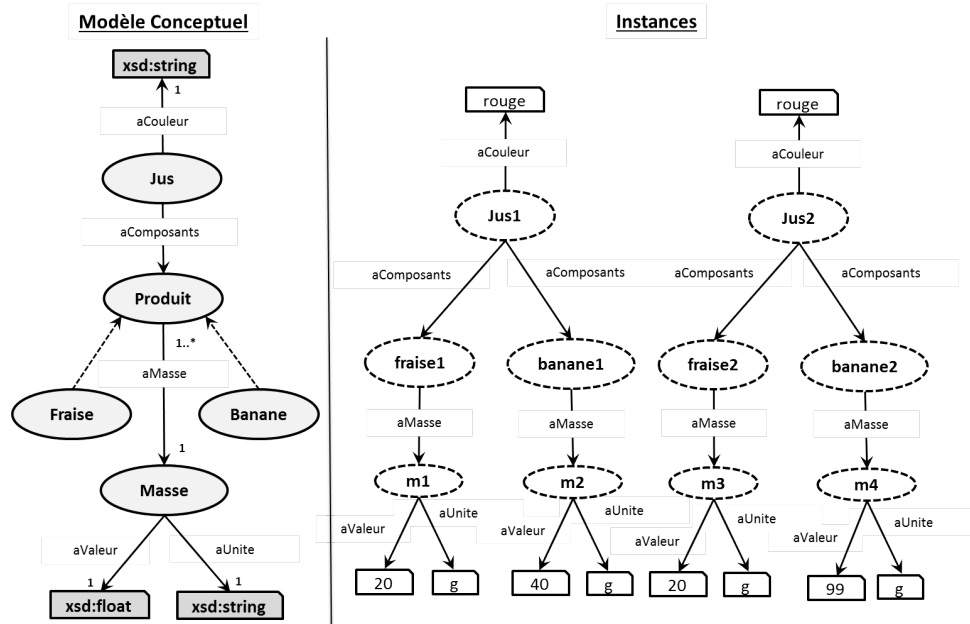 Modèle Conceptuel
xsd:string
1
aCouleur
Jus
aComposants
Produit
1..*
aMasse
Fraise
Banane
1
Masse
aValeur
aUnite
1
1
xsd:float
xsd:string
Instances
rouge
rouge
aCouleur
aCouleur
Jus1
Jus2
aComposants
aComposants
aComposants
aComposants
fraise1
banane1
fraise2
banane2
aMasse
aMasse
aMasse
aMasse
m1
m2
m3
m4
aValeur
aUnite
aValeur
aUnite
aValeur
aUnite
aValeur
aUnite
20
g
40
g
20
g
99
g